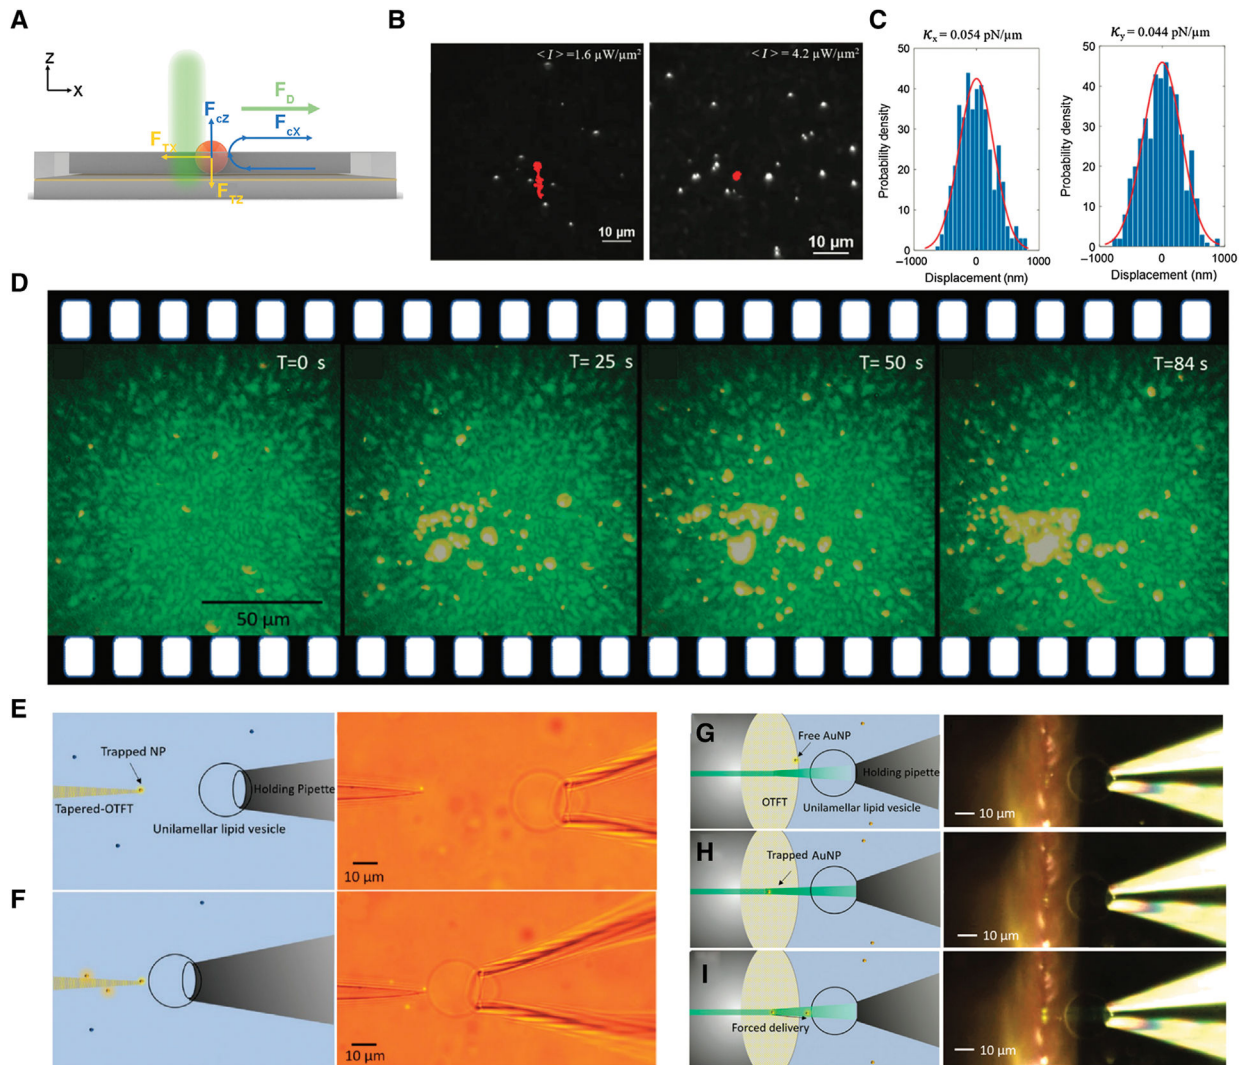 A
Z
X
F_D
F_cZ
F_cX
F_TX
F_TZ
B
< I > =1.6 µW/µm²
10 µm
< I > = 4.2 µW/µm²
10 µm
C
K_x = 0.054 pN/µm
Probability density
50
40
30
20
10
0
−1000
0
1000
Displacement (nm)
K_y = 0.044 pN/µm
Probability density
50
40
30
20
10
0
−1000
0
1000
Displacement (nm)
D
T=0 s
50 µm
T= 25 s
T= 50 s
T=84 s
E
Trapped NP
Tapered-OTFT
Holding Pipette
Unilamellar lipid vesicle
10 µm
F
10 µm
G
Free AuNP
Holding pipette
OTFT
Unilamellar lipid vesicle
10 µm
H
Trapped AuNP
10 µm
I
Forced delivery
10 µm